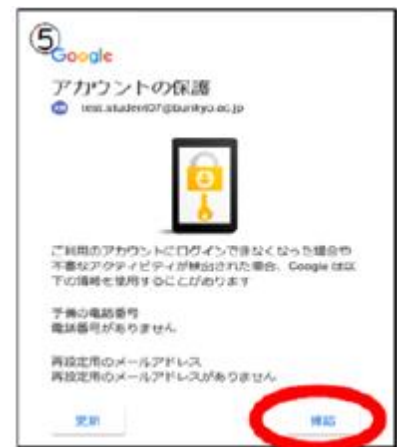 ⑤
Google
アカウントの保護
test.student07@bunkyo.ac.jp
ご利用のアカウントにログインできなくなった場合や
不審なアクティビティが検出された場合、Google は以
下の情報を使用することがあります
予備の電話番号
電話番号がありません
再設定用のメールアドレス
再設定用のメールアドレスがありません
更新
確認